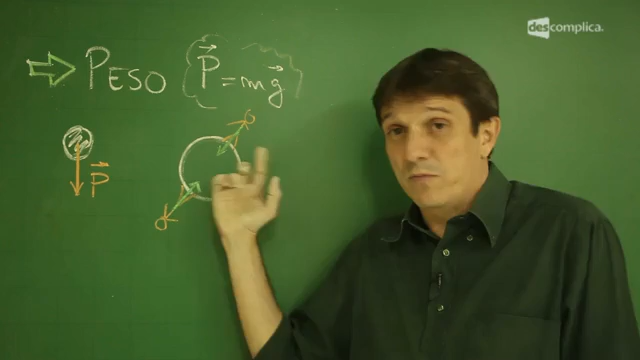 descomplica.
PESO P⃗ = mg⃗
P⃗